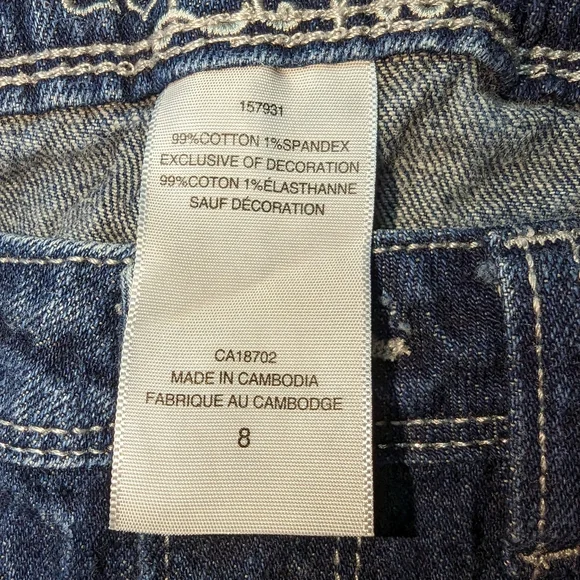 157931
99%COTTON 1%SPANDEX
EXCLUSIVE OF DECORATION
99%COTON 1%ÉLASTHANNE
SAUF DÉCORATION
CA18702
MADE IN CAMBODIA
FABRIQUE AU CAMBODGE
8